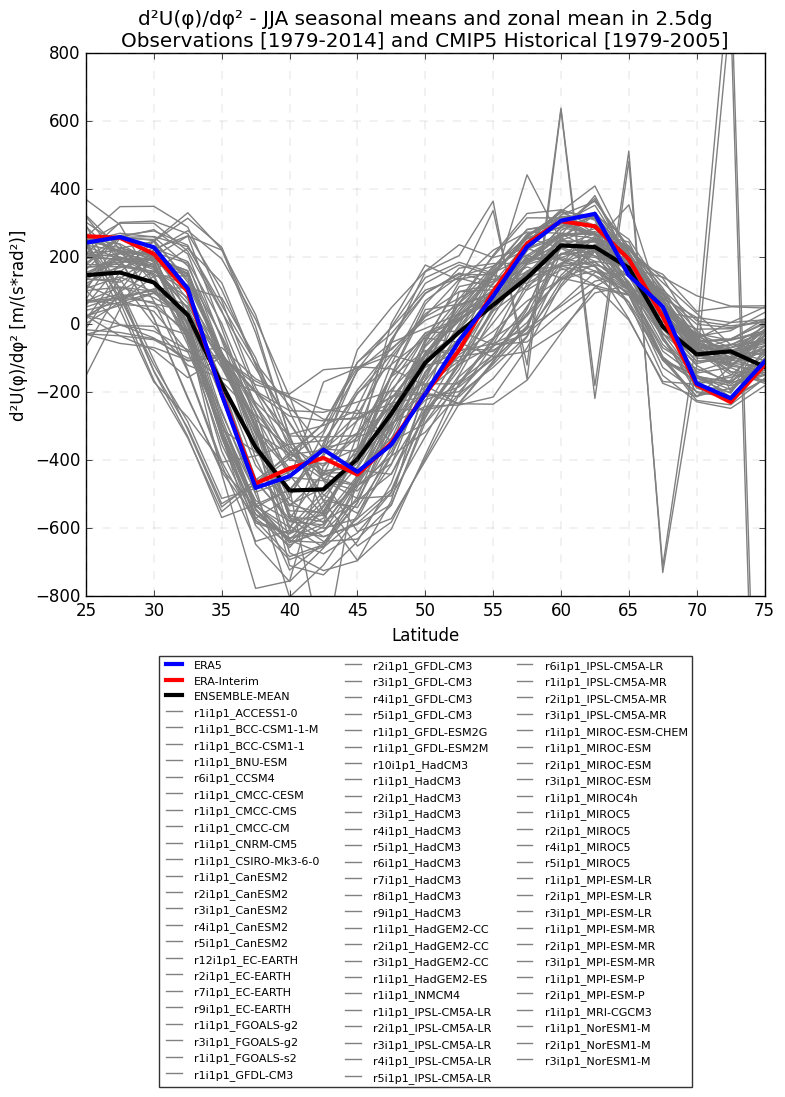 d²U(φ)/dφ² - JJA seasonal means and zonal mean in 2.5dg
Observations [1979-2014] and CMIP5 Historical [1979-2005]
d²U(φ)/dφ² [m/(s*rad²)]
800
600
400
200
0
−200
−400
−600
−800
25 30 35 40 45 50 55 60 65 70 75
Latitude
ERA5
ERA-Interim
ENSEMBLE-MEAN
r1i1p1_ACCESS1-0
r1i1p1_BCC-CSM1-1-M
r1i1p1_BCC-CSM1-1
r1i1p1_BNU-ESM
r6i1p1_CCSM4
r1i1p1_CMCC-CESM
r1i1p1_CMCC-CMS
r1i1p1_CMCC-CM
r1i1p1_CNRM-CM5
r1i1p1_CSIRO-Mk3-6-0
r1i1p1_CanESM2
r2i1p1_CanESM2
r3i1p1_CanESM2
r4i1p1_CanESM2
r5i1p1_CanESM2
r12i1p1_EC-EARTH
r2i1p1_EC-EARTH
r7i1p1_EC-EARTH
r9i1p1_EC-EARTH
r1i1p1_FGOALS-g2
r3i1p1_FGOALS-g2
r1i1p1_FGOALS-s2
r1i1p1_GFDL-CM3
r2i1p1_GFDL-CM3
r3i1p1_GFDL-CM3
r4i1p1_GFDL-CM3
r5i1p1_GFDL-CM3
r1i1p1_GFDL-ESM2G
r1i1p1_GFDL-ESM2M
r10i1p1_HadCM3
r1i1p1_HadCM3
r2i1p1_HadCM3
r3i1p1_HadCM3
r4i1p1_HadCM3
r5i1p1_HadCM3
r6i1p1_HadCM3
r7i1p1_HadCM3
r8i1p1_HadCM3
r9i1p1_HadCM3
r1i1p1_HadGEM2-CC
r2i1p1_HadGEM2-CC
r3i1p1_HadGEM2-CC
r1i1p1_HadGEM2-ES
r1i1p1_INMCM4
r1i1p1_IPSL-CM5A-LR
r2i1p1_IPSL-CM5A-LR
r3i1p1_IPSL-CM5A-LR
r4i1p1_IPSL-CM5A-LR
r5i1p1_IPSL-CM5A-LR
r6i1p1_IPSL-CM5A-LR
r1i1p1_IPSL-CM5A-MR
r2i1p1_IPSL-CM5A-MR
r3i1p1_IPSL-CM5A-MR
r1i1p1_MIROC-ESM-CHEM
r1i1p1_MIROC-ESM
r2i1p1_MIROC-ESM
r3i1p1_MIROC-ESM
r1i1p1_MIROC4h
r1i1p1_MIROC5
r2i1p1_MIROC5
r4i1p1_MIROC5
r5i1p1_MIROC5
r1i1p1_MPI-ESM-LR
r2i1p1_MPI-ESM-LR
r3i1p1_MPI-ESM-LR
r1i1p1_MPI-ESM-MR
r2i1p1_MPI-ESM-MR
r3i1p1_MPI-ESM-MR
r1i1p1_MPI-ESM-P
r2i1p1_MPI-ESM-P
r1i1p1_MRI-CGCM3
r1i1p1_NorESM1-M
r2i1p1_NorESM1-M
r3i1p1_NorESM1-M